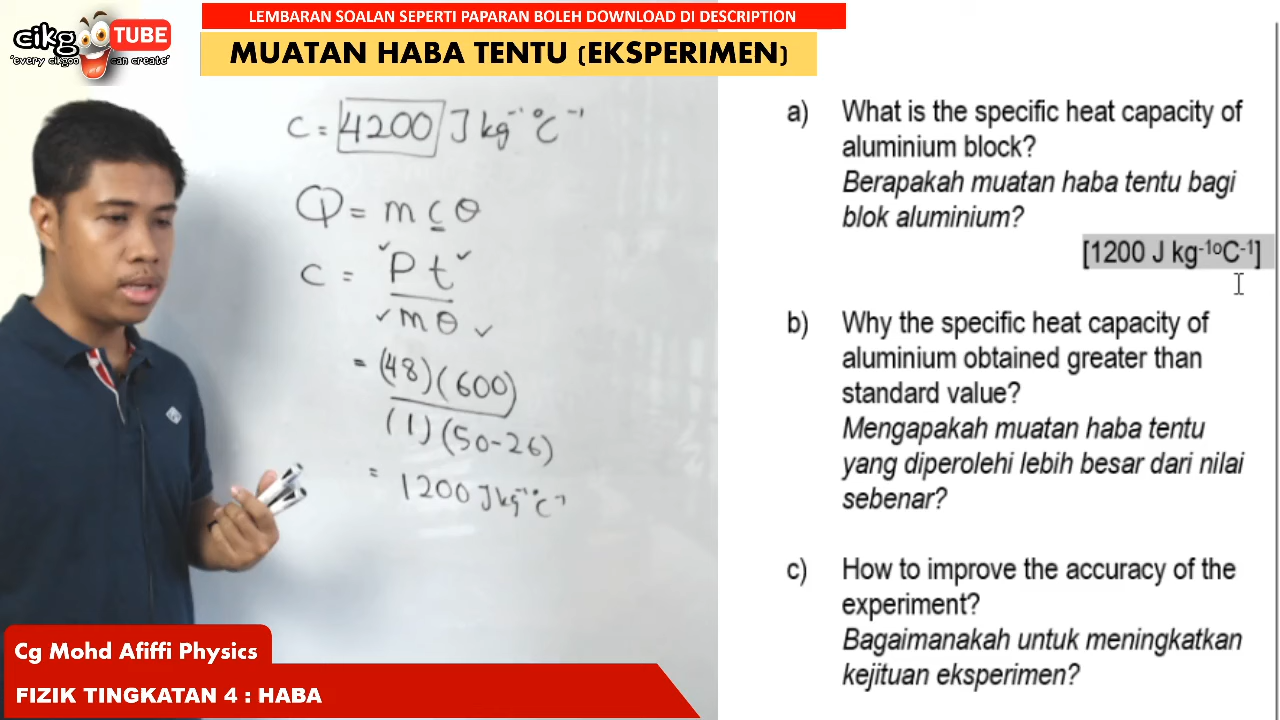 LEMBARAN SOALAN SEPERTI PAPARAN BOLEH DOWNLOAD DI DESCRIPTION
cikgooTUBE
'every cikgoo can create'
MUATAN HABA TENTU (EKSPERIMEN)
c = 4200 J kg⁻¹ °C⁻¹
Q = mcθ
c = Pt
mθ
= (48)(600)
(1)(50-26)
= 1200 J kg⁻¹ °C⁻¹
a) What is the specific heat capacity of
aluminium block?
Berapakah muatan haba tentu bagi
blok aluminium?
[1200 J kg⁻¹°C⁻¹]
b) Why the specific heat capacity of
aluminium obtained greater than
standard value?
Mengapakah muatan haba tentu
yang diperolehi lebih besar dari nilai
sebenar?
c) How to improve the accuracy of the
experiment?
Bagaimanakah untuk meningkatkan
kejituan eksperimen?
Cg Mohd Afiffi Physics
FIZIK TINGKATAN 4 : HABA